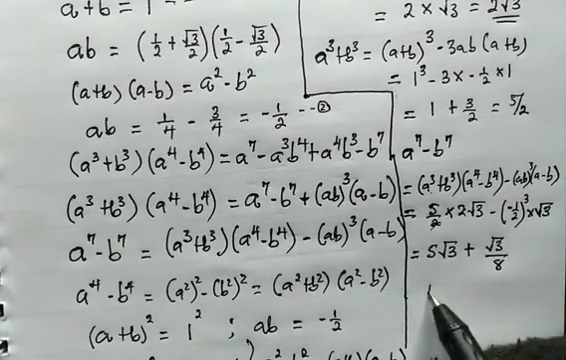 a+b = 1
ab = (1/2 + √3/2)(1/2 - √3/2)
(a+b)(a-b) = a² - b²
ab = 1/4 - 3/4 = -1/2 --②
(a³+b³)(a⁴-b⁴) = a⁷ - a³b⁴ + a⁴b³ - b⁷
(a³+b³)(a⁴-b⁴) = a⁷ - b⁷ + (ab)³(a-b)
a⁷-b⁷ = (a³+b³)(a⁴-b⁴) - (ab)³(a-b)
a⁴-b⁴ = (a²)² - (b²)² = (a²+b²)(a²-b²)
(a+b)² = 1² ; ab = -1/2
= 2 × √3 = 2√3
a³+b³ = (a+b)³ - 3ab(a+b)
= 1³ - 3 × -1/2 × 1
= 1 + 3/2 = 5/2
a⁷-b⁷
= (a³+b³)(a⁴-b⁴) - (ab)³(a-b)
= 5/2 × 2√3 - (-1/2)³ × √3
= 5√3 + √3/8